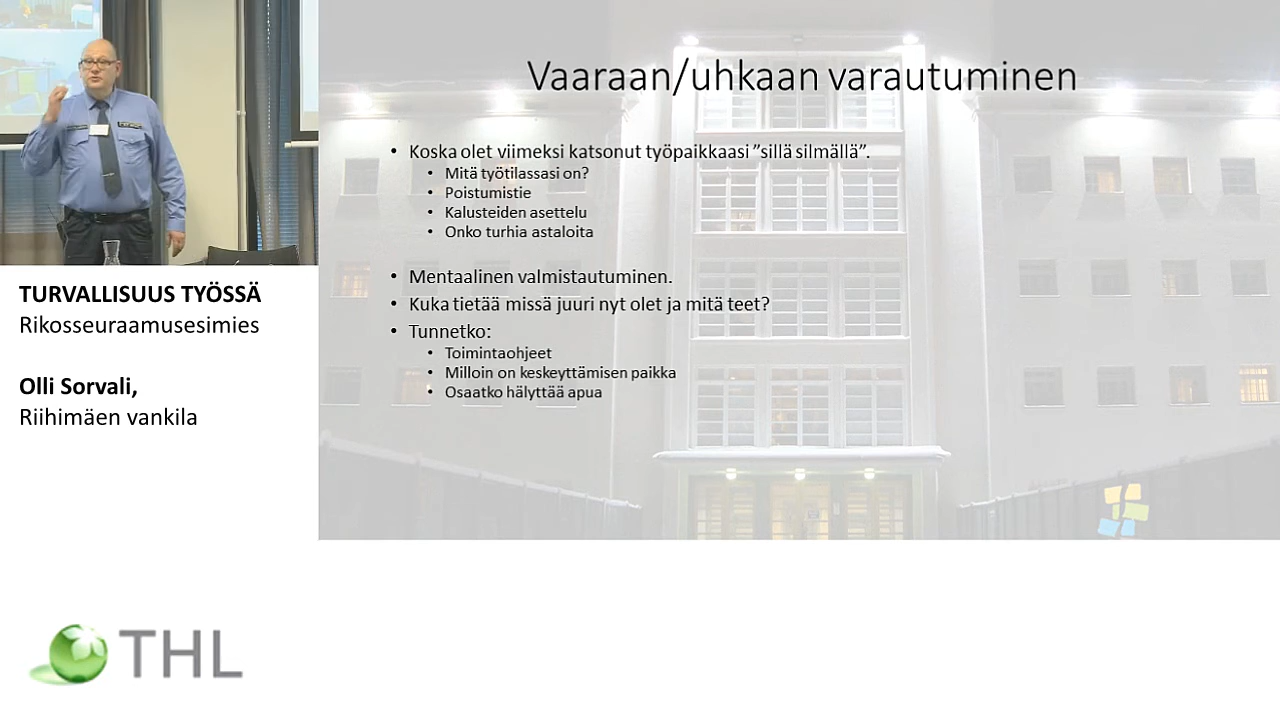 Vaaraan/uhkaan varautuminen
• Koska olet viimeksi katsonut työpaikkaasi ”sillä silmällä”.
• Mitä työtilassasi on?
• Poistumistie
• Kalusteiden asettelu
• Onko turhia astaloita
• Mentaalinen valmistautuminen.
• Kuka tietää missä juuri nyt olet ja mitä teet?
• Tunnetko:
• Toimintaohjeet
• Milloin on keskeyttämisen paikka
• Osaatko hälyttää apua
TURVALLISUUS TYÖSSÄ
Rikosseuraamusesimies
Olli Sorvali,
Riihimäen vankila
THL